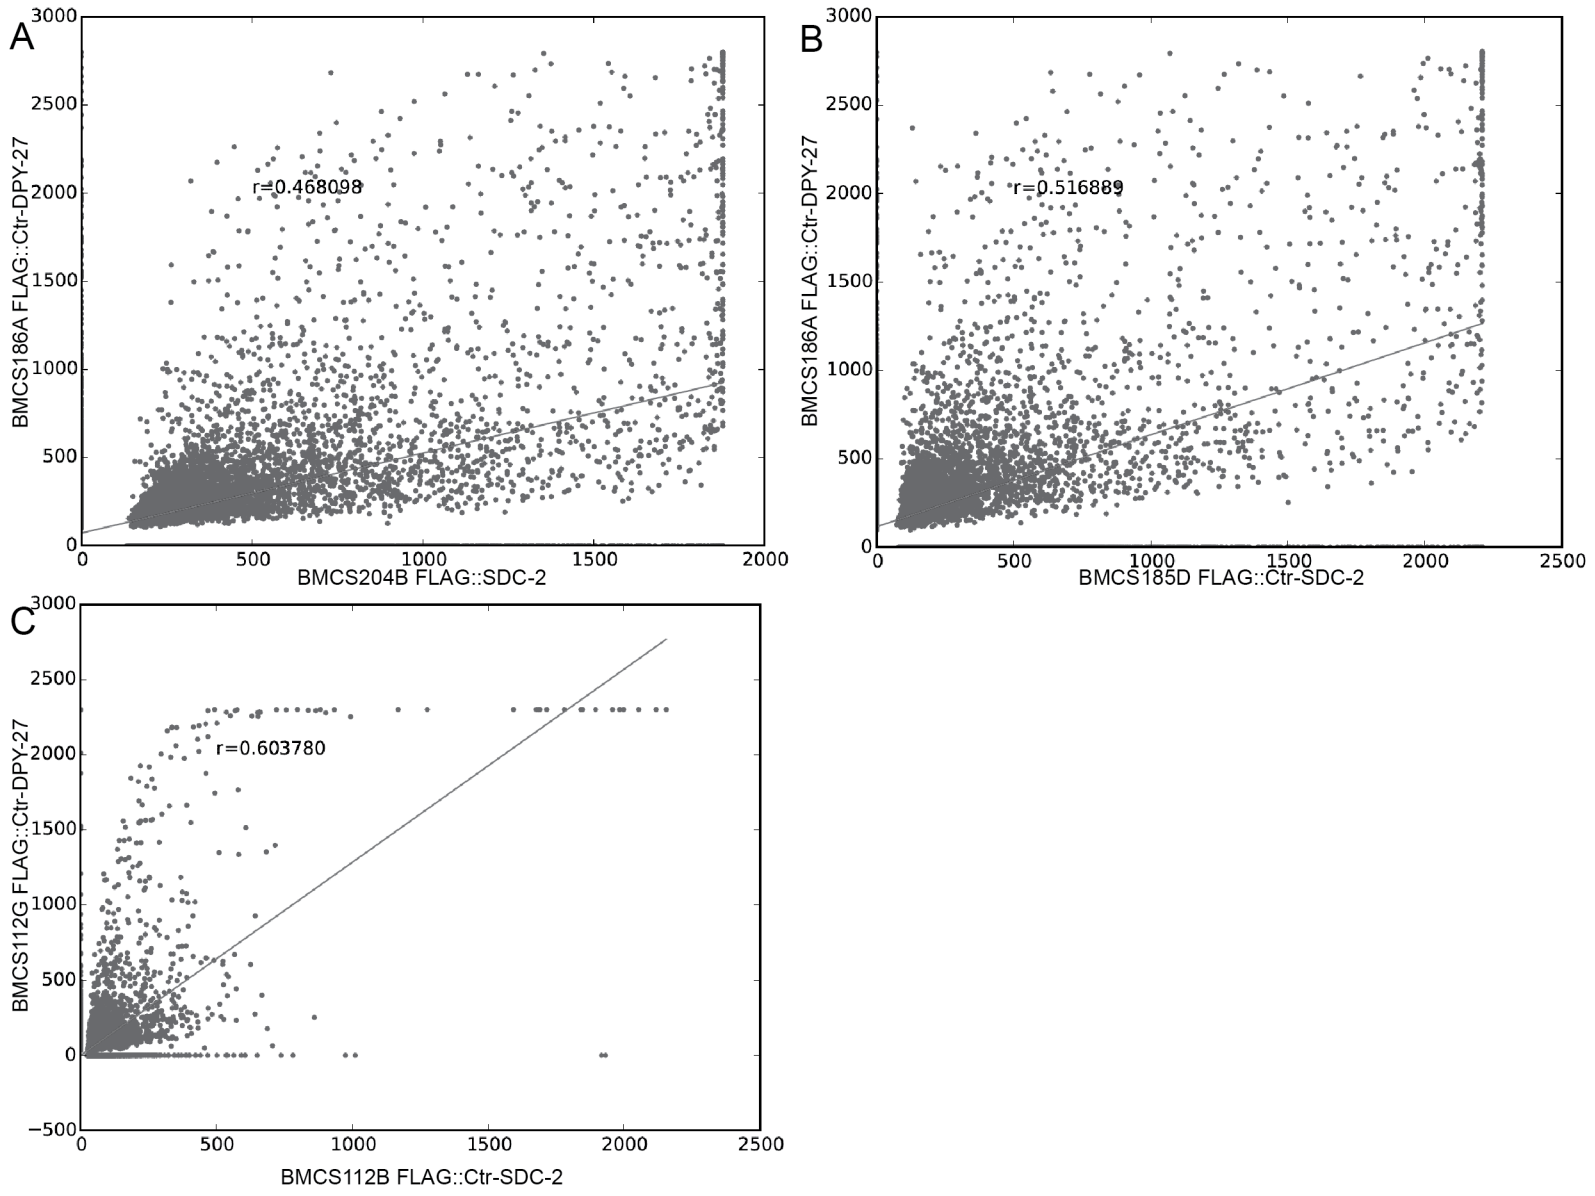 A
3000
2500
2000
1500
1000
500
0
BMCS186A FLAG::Ctr-DPY-27
r=0.468098
0 500 1000 1500 2000
BMCS204B FLAG::SDC-2
B
3000
2500
2000
1500
1000
500
0
BMCS186A FLAG::Ctr-DPY-27
r=0.516889
0 500 1000 1500 2000 2500
BMCS185D FLAG::Ctr-SDC-2
C
3000
2500
2000
1500
1000
500
0
−500
BMCS112G FLAG::Ctr-DPY-27
r=0.603780
0 500 1000 1500 2000 2500
BMCS112B FLAG::Ctr-SDC-2